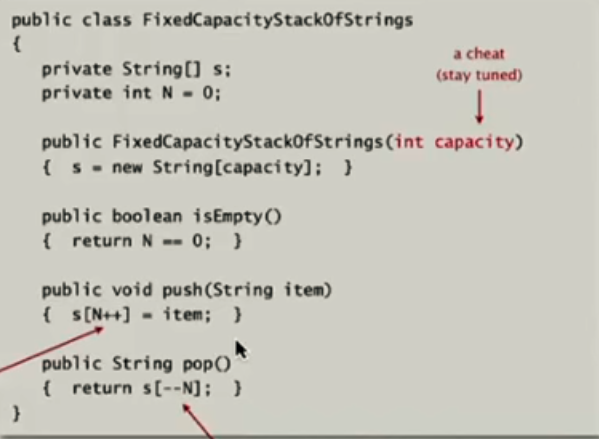 public class FixedCapacityStackOfStrings
{
private String[] s;
private int N = 0;
a cheat
(stay tuned)
public FixedCapacityStackOfStrings(int capacity)
{ s = new String[capacity]; }
public boolean isEmpty()
{ return N == 0; }
public void push(String item)
{ s[N++] = item; }
public String pop()
{ return s[--N]; }
}